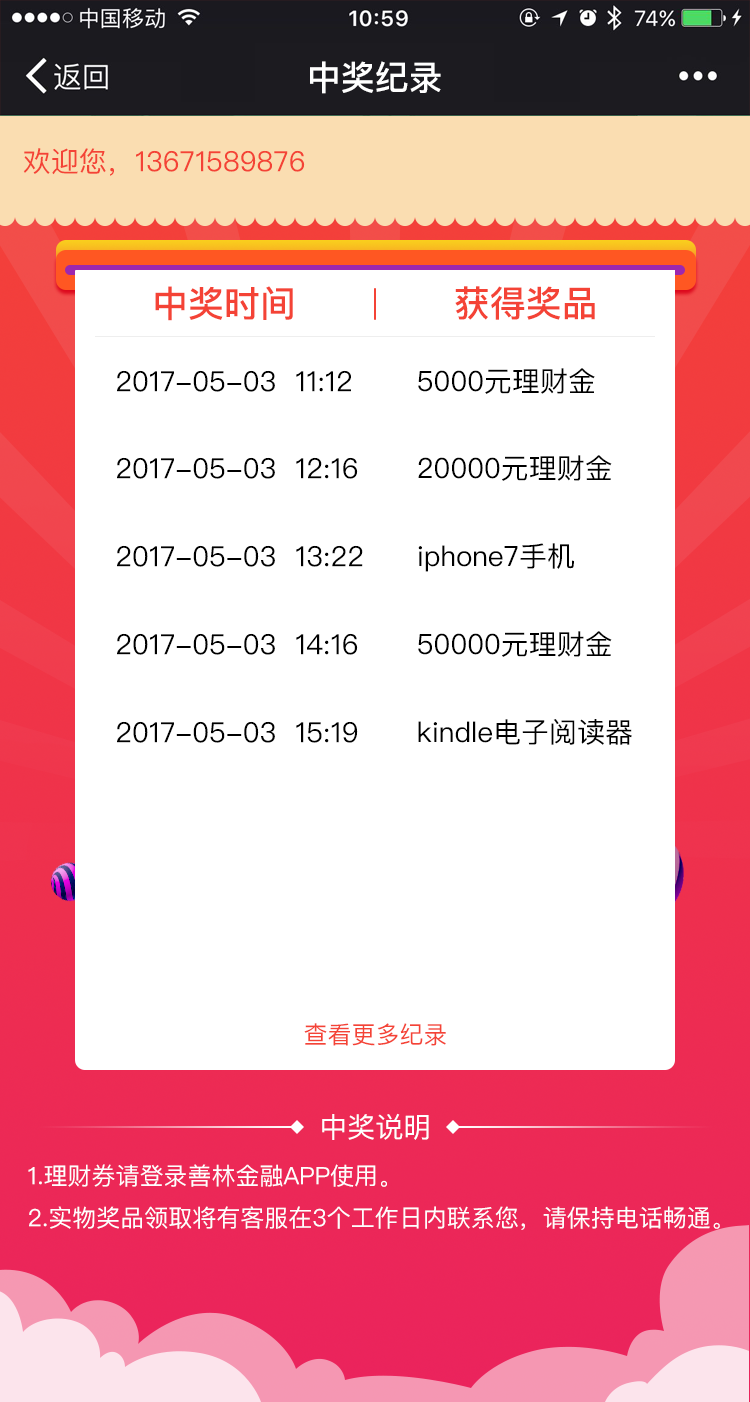 中国移动 10:59 74%
返回 中奖纪录
欢迎您，13671589876
中奖时间 | 获得奖品
2017-05-03 11:12 5000元理财金
2017-05-03 12:16 20000元理财金
2017-05-03 13:22 iphone7手机
2017-05-03 14:16 50000元理财金
2017-05-03 15:19 kindle电子阅读器
查看更多纪录
中奖说明
1.理财券请登录善林金融APP使用。
2.实物奖品领取将有客服在3个工作日内联系您，请保持电话畅通。